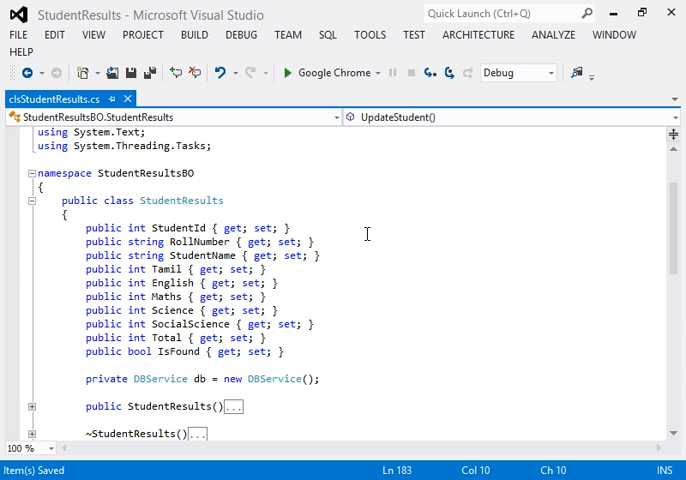 StudentResults - Microsoft Visual Studio
Quick Launch (Ctrl+Q)
FILE EDIT VIEW PROJECT BUILD DEBUG TEAM SQL TOOLS TEST ARCHITECTURE ANALYZE WINDOW
HELP
Google Chrome
Debug
clsStudentResults.cs
StudentResultsBO.StudentResults
UpdateStudent()
using System.Text;
using System.Threading.Tasks;
namespace StudentResultsBO
{
public class StudentResults
{
public int StudentId { get; set; }
public string RollNumber { get; set; }
public string StudentName { get; set; }
public int Tamil { get; set; }
public int English { get; set; }
public int Maths { get; set; }
public int Science { get; set; }
public int SocialScience { get; set; }
public int Total { get; set; }
public bool IsFound { get; set; }
private DBService db = new DBService();
public StudentResults()...
~StudentResults()...
100 %
Item(s) Saved Ln 183 Col 10 Ch 10 INS